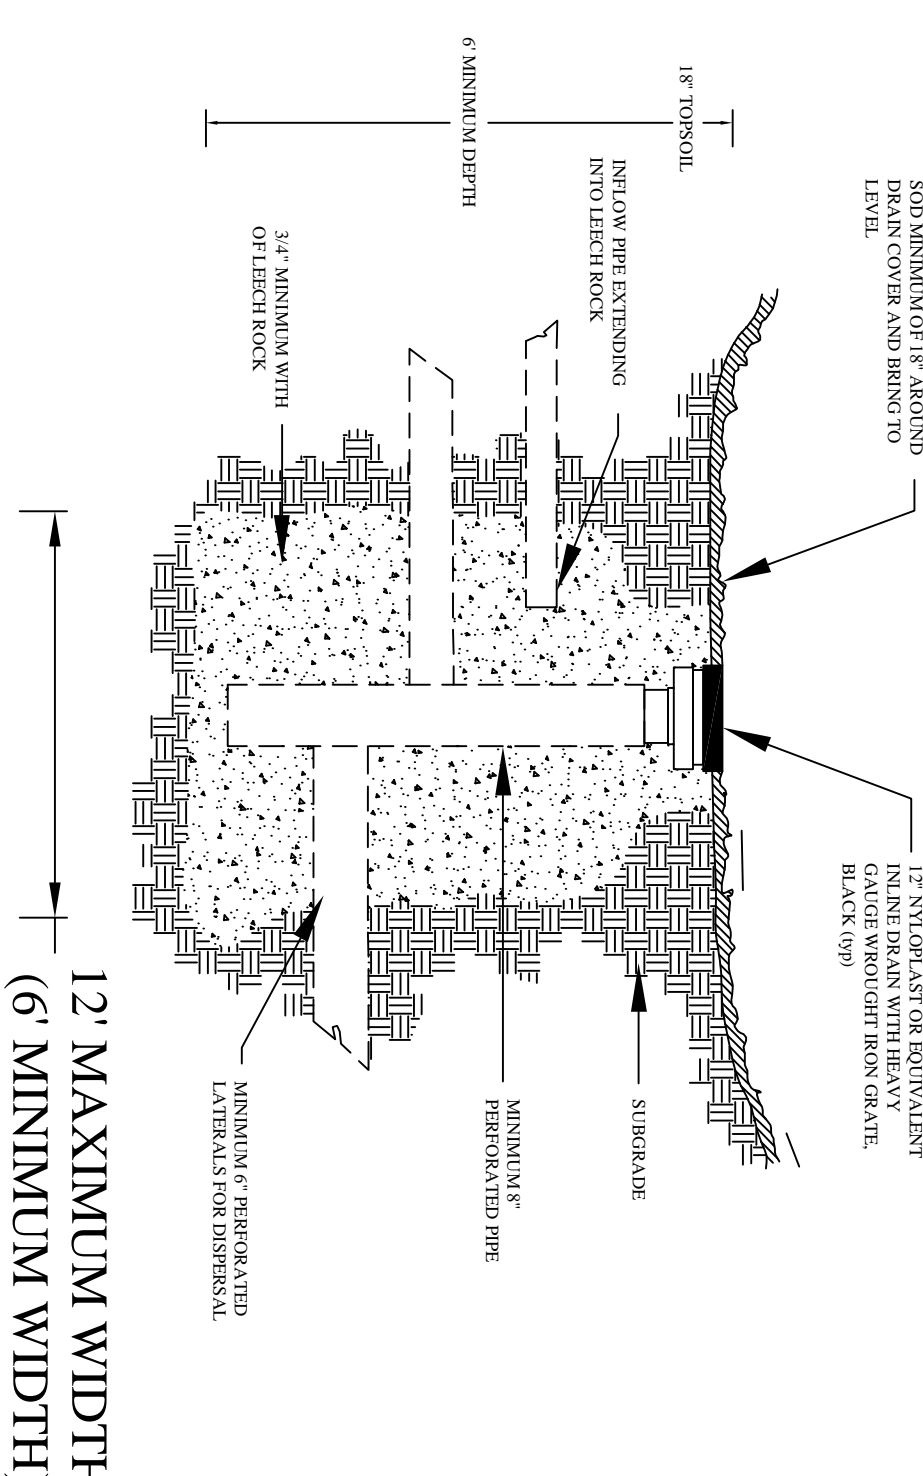 SOD MINIMUM OF 18" AROUND
DRAIN COVER AND BRING TO
LEVEL
12" NYLOPLAST OR EQUIVALENT
INLINE DRAIN WITH HEAVY
GAUGE WROUGHT IRON GRATE,
BLACK (typ)
18" TOPSOIL
INFLOW PIPE EXTENDING
INTO LEECH ROCK
SUBGRADE
6' MINIMUM DEPTH
MINIMUM 8"
PERFORATED PIPE
3/4" MINIMUM WITH
OF LEECH ROCK
MINIMUM 6" PERFORATED
LATERALS FOR DISPERSAL
12' MAXIMUM WIDTH
(6' MINIMUM WIDTH)